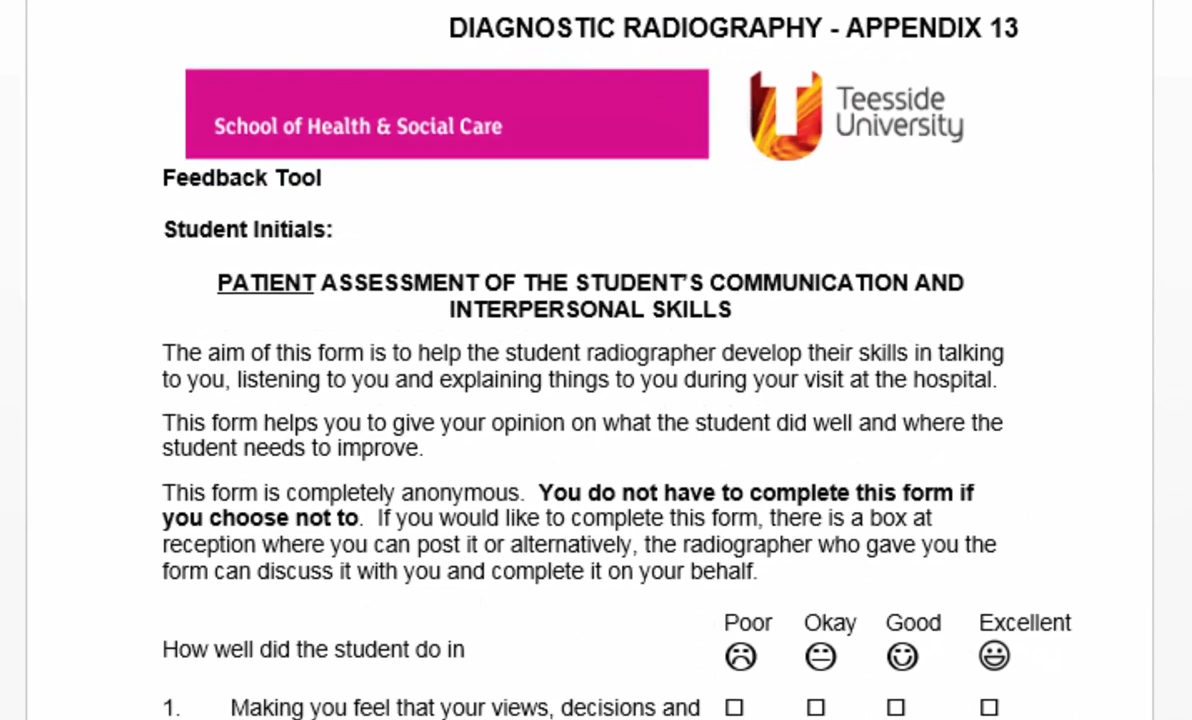 DIAGNOSTIC RADIOGRAPHY - APPENDIX 13
School of Health & Social Care
Teesside
University
Feedback Tool
Student Initials:
PATIENT ASSESSMENT OF THE STUDENT'S COMMUNICATION AND
INTERPERSONAL SKILLS
The aim of this form is to help the student radiographer develop their skills in talking
to you, listening to you and explaining things to you during your visit at the hospital.
This form helps you to give your opinion on what the student did well and where the
student needs to improve.
This form is completely anonymous.  You do not have to complete this form if
you choose not to.  If you would like to complete this form, there is a box at
reception where you can post it or alternatively, the radiographer who gave you the
form can discuss it with you and complete it on your behalf.
Poor Okay Good Excellent
How well did the student do in
1. Making you feel that your views, decisions and